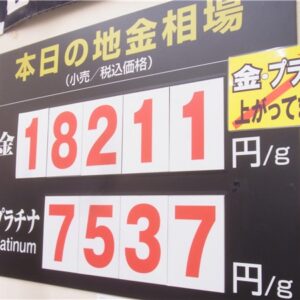 本日の地金相場
(小売/税込価格)
金 18211 円/g
金・プラ
上がって
プラチナ
atinum 7537 円/g